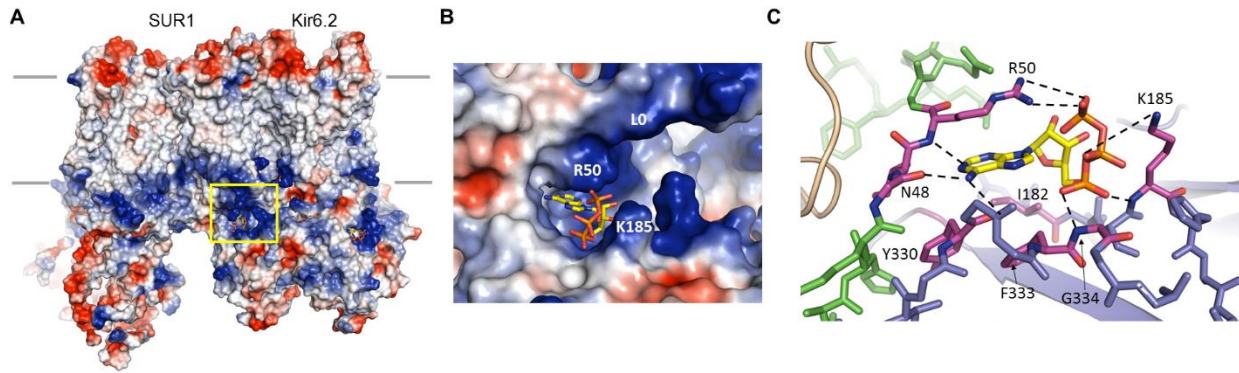 A
SUR1 Kir6.2
B
L0
R50
K185
C
R50
K185
N48
I182
Y330
F333
G334